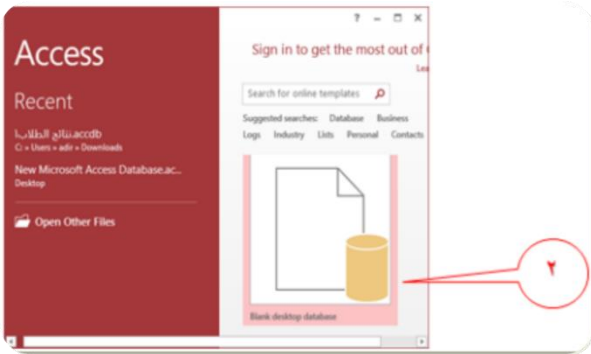 Access
Recent
نتائج الطلاب.accdb
C: » Users » adir » Downloads
New Microsoft Access Database.ac...
Desktop
Open Other Files
? – □ ×
Sign in to get the most out of
Lea
Search for online templates
Suggested searches: Database Business
Logs Industry Lists Personal Contacts
Blank desktop database
٢